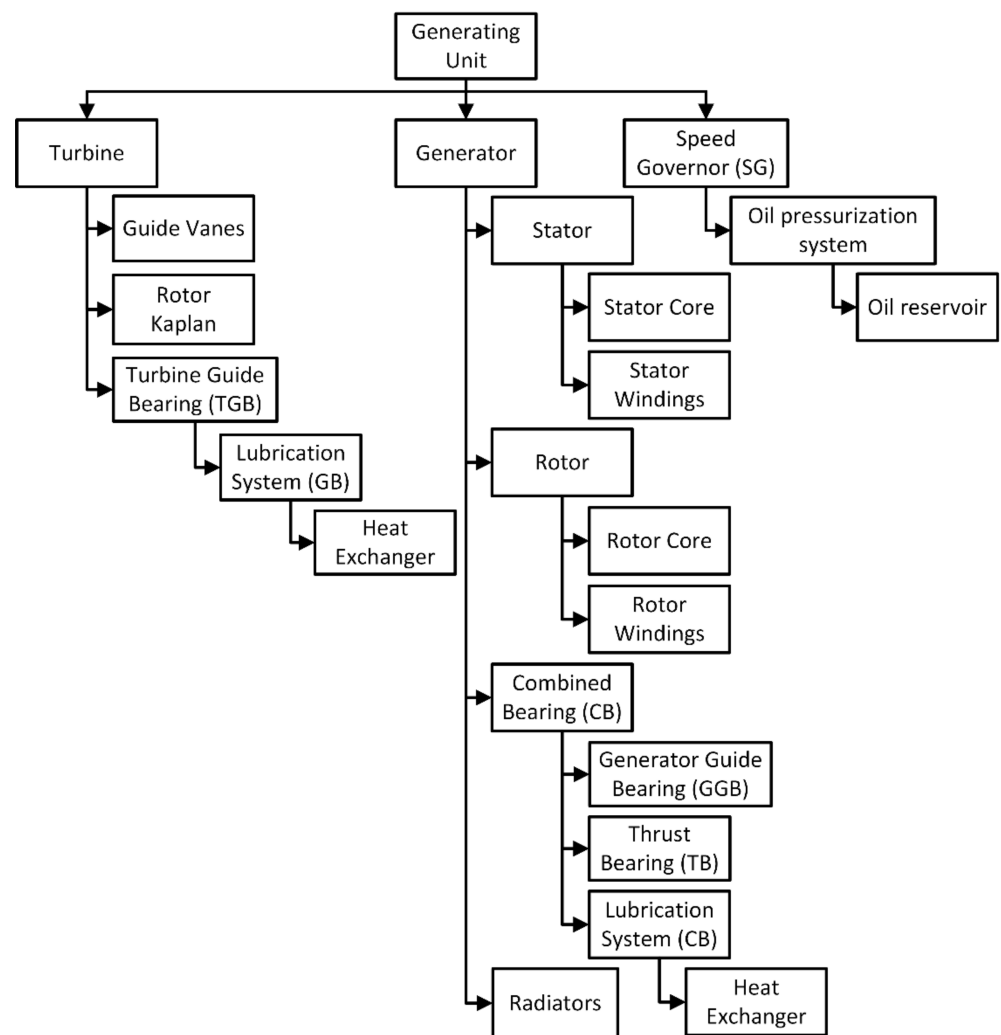 Generating
Unit
Turbine
Generator
Speed
Governor (SG)
Guide Vanes
Rotor
Kaplan
Turbine Guide
Bearing (TGB)
Lubrication
System (GB)
Heat
Exchanger
Stator
Stator Core
Stator
Windings
Rotor
Rotor Core
Rotor
Windings
Combined
Bearing (CB)
Generator Guide
Bearing (GGB)
Thrust
Bearing (TB)
Lubrication
System (CB)
Heat
Exchanger
Radiators
Oil pressurization
system
Oil reservoir